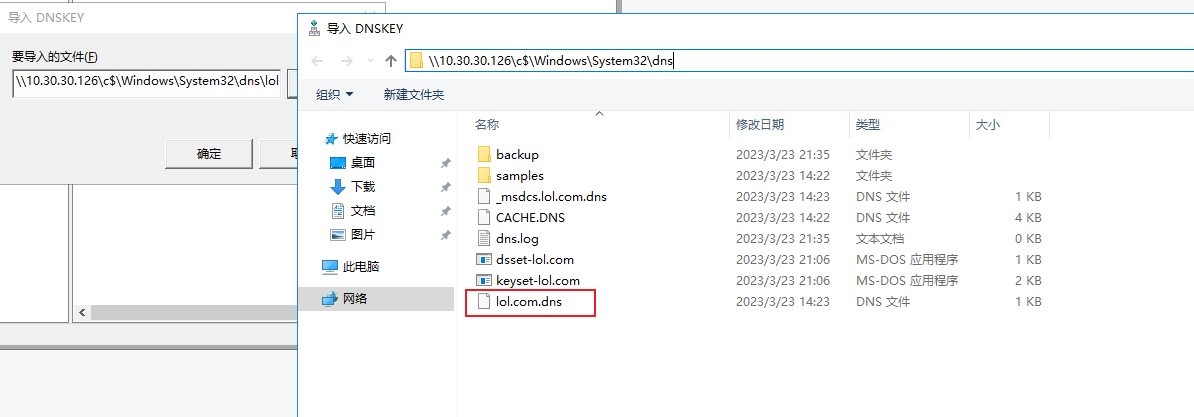 导入 DNSKEY
要导入的文件(F)
\\10.30.30.126\c$\Windows\System32\dns\lol
确定
导入 DNSKEY
\\10.30.30.126\c$\Windows\System32\dns
组织 新建文件夹
快速访问
桌面
下载
文档
图片
此电脑
网络
名称 修改日期 类型 大小
backup 2023/3/23 21:35 文件夹
samples 2023/3/23 14:22 文件夹
_msdcs.lol.com.dns 2023/3/23 14:23 DNS 文件 1 KB
CACHE.DNS 2023/3/23 14:22 DNS 文件 4 KB
dns.log 2023/3/23 21:35 文本文档 0 KB
dsset-lol.com 2023/3/23 21:06 MS-DOS 应用程序 1 KB
keyset-lol.com 2023/3/23 21:06 MS-DOS 应用程序 2 KB
lol.com.dns 2023/3/23 14:23 DNS 文件 1 KB